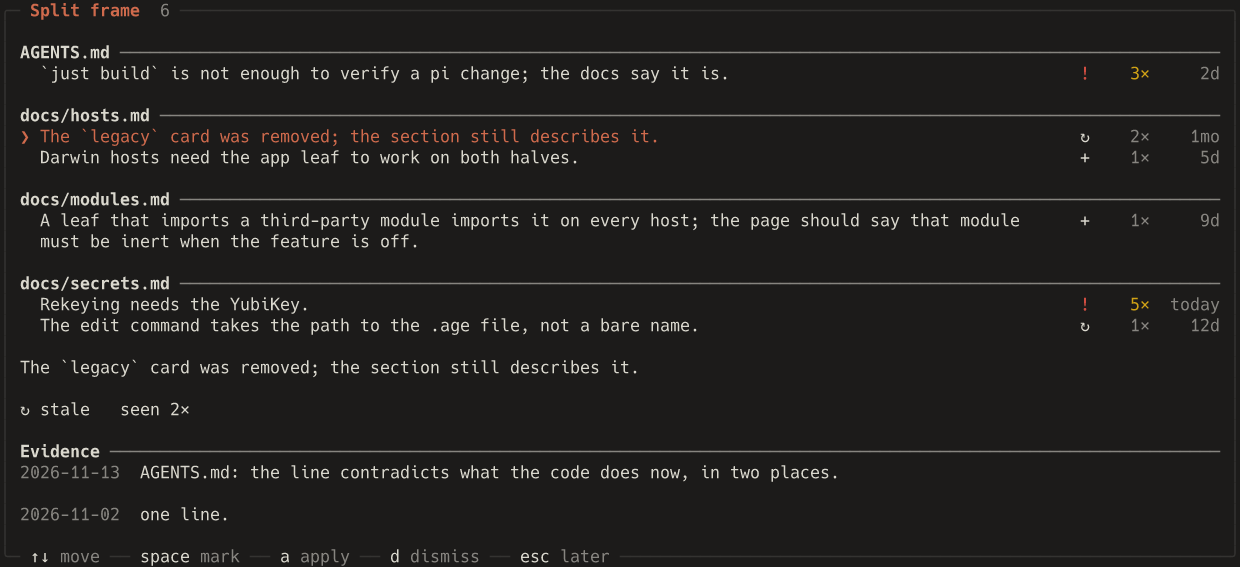 Split frame 6
AGENTS.md
`just build` is not enough to verify a pi change; the docs say it is. ! 3× 2d
docs/hosts.md
❯ The `legacy` card was removed; the section still describes it. ↻ 2× 1mo
Darwin hosts need the app leaf to work on both halves. + 1× 5d
docs/modules.md
A leaf that imports a third-party module imports it on every host; the page should say that module + 1× 9d
must be inert when the feature is off.
docs/secrets.md
Rekeying needs the YubiKey. ! 5× today
The edit command takes the path to the .age file, not a bare name. ↻ 1× 12d
The `legacy` card was removed; the section still describes it.
↻ stale seen 2×
Evidence
2026-11-13 AGENTS.md: the line contradicts what the code does now, in two places.
2026-11-02 one line.
↑↓ move — space mark — a apply — d dismiss — esc later